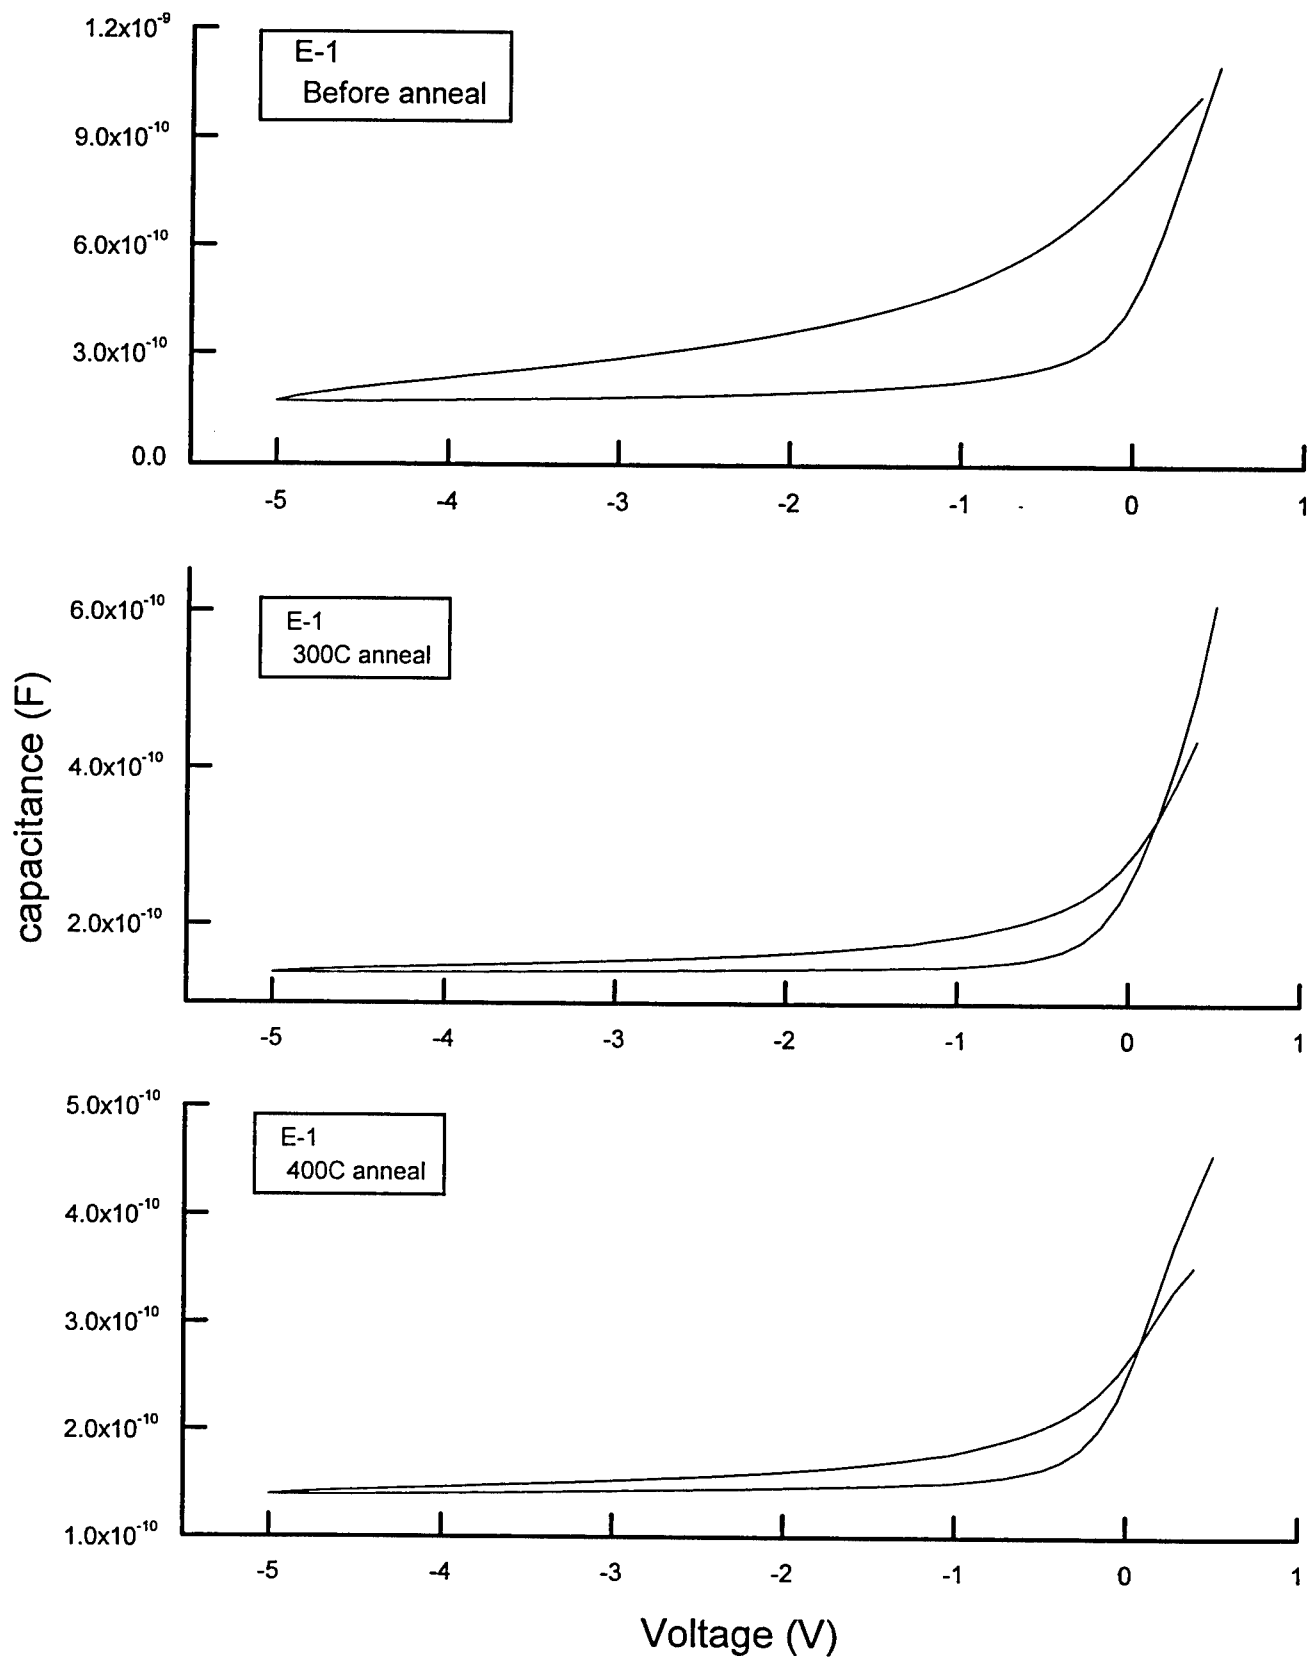 1.2x10⁻⁹
E-1
Before anneal
9.0x10⁻¹⁰
6.0x10⁻¹⁰
3.0x10⁻¹⁰
0.0
-5 -4 -3 -2 -1 0 1
6.0x10⁻¹⁰
E-1
300C anneal
4.0x10⁻¹⁰
2.0x10⁻¹⁰
-5 -4 -3 -2 -1 0 1
capacitance (F)
5.0x10⁻¹⁰
E-1
400C anneal
4.0x10⁻¹⁰
3.0x10⁻¹⁰
2.0x10⁻¹⁰
1.0x10⁻¹⁰
-5 -4 -3 -2 -1 0 1
Voltage (V)